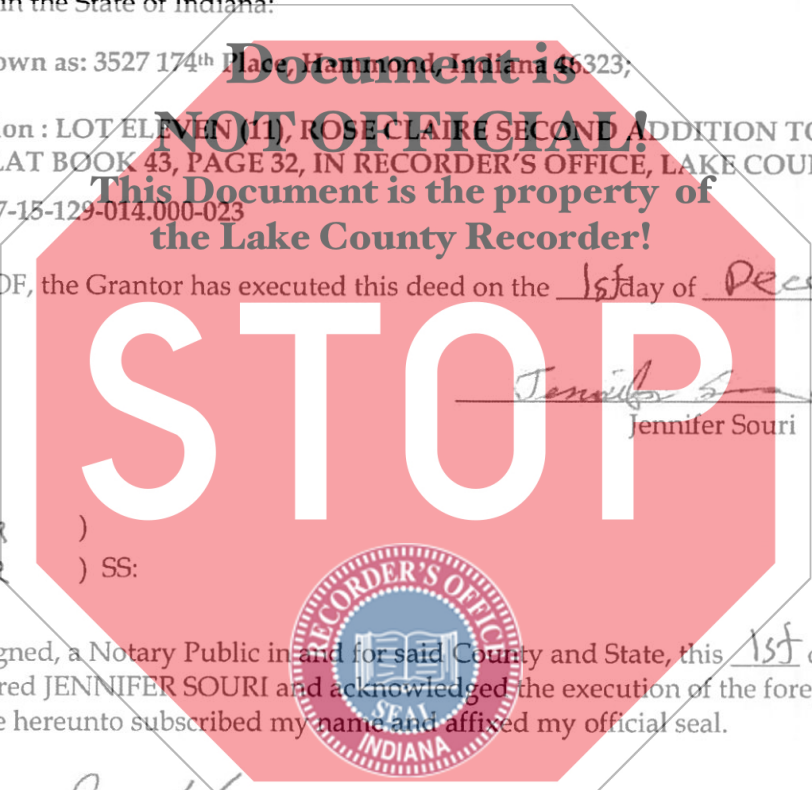 in the State of Indiana:
own as: 3527 174th Place, Hammond, Indiana 46323;
Document is
NOT OFFICIAL!
This Document is the property of
the Lake County Recorder!
on : LOT ELEVEN (11), ROSE-CLAIRE SECOND ADDITION TO
LAT BOOK 43, PAGE 32, IN RECORDER'S OFFICE, LAKE COU
7-15-129-014.000-023
OF, the Grantor has executed this deed on the 1st day of Dece
STOP
Jennifer Souri
)
) SS:
RECORDER'S OFFICE
SEAL
INDIANA
gned, a Notary Public in and for said County and State, this 1st
red JENNIFER SOURI and acknowledged the execution of the fore
e hereunto subscribed my name and affixed my official seal.